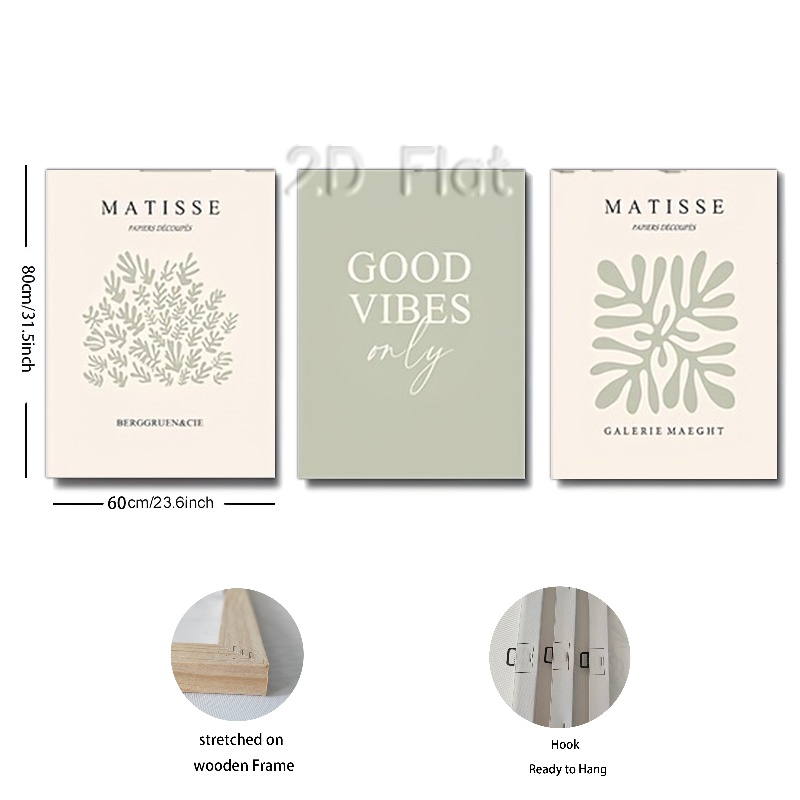 2.D Flat
80cm/31.5inch
MATISSE
PAPIERS DÉCOUPÉS
BERGGRUEN&CIE
GOOD
VIBES
only
MATISSE
PAPIERS DÉCOUPÉS
GALERIE MAEGHT
60cm/23.6inch
stretched on
wooden Frame
Hook
Ready to Hang